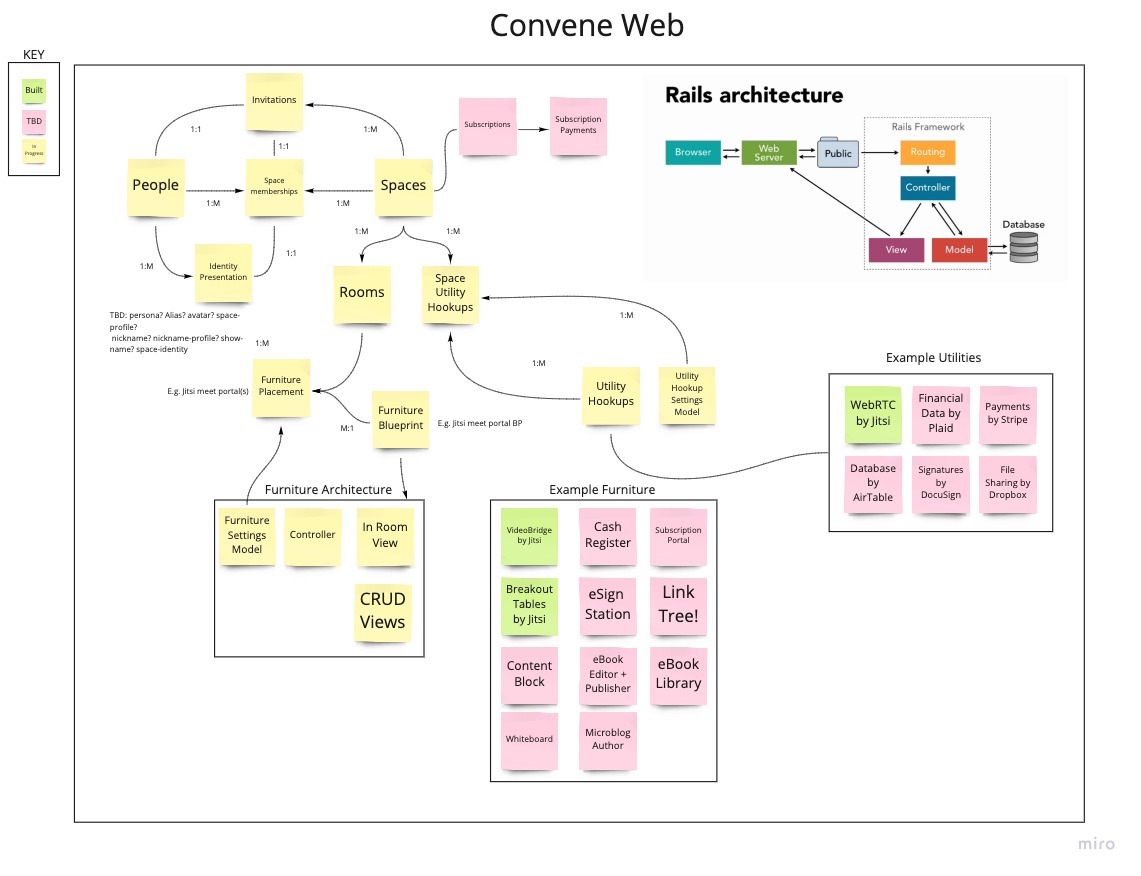 Convene Web
KEY
Built
TBD
In
Progress
Invitations
1:1
1:M
1:1
People
1:M
Space
memberships
1:M
Spaces
Subscriptions
Subscription
Payments
1:M
Identity
Presentation
1:1
1:M
1:M
TBD: persona? Alias? avatar? space-
profile?
nickname? nickname-profile? show-
name? space-identity
Rooms
Space
Utility
Hookups
1:M
1:M
E.g. Jitsi meet portal(s)
Furniture
Placement
M:1
Furniture
Blueprint
E.g. Jitsi meet portal BP
1:M
Utility
Hookups
Utility
Hookup
Settings
Model
Rails architecture
Rails Framework
Browser
Web
Server
Public
Routing
Controller
View
Model
Database
Example Utilities
WebRTC
by Jitsi
Financial
Data by
Plaid
Payments
by Stripe
Database
by
AirTable
Signatures
by
DocuSign
File
Sharing by
Dropbox
Furniture Architecture
Furniture
Settings
Model
Controller
In Room
View
CRUD
Views
Example Furniture
VideoBridge
by Jitsi
Cash
Register
Subscription
Portal
Breakout
Tables
by Jitsi
eSign
Station
Link
Tree!
Content
Block
eBook
Editor +
Publisher
eBook
Library
Whiteboard
Microblog
Author
miro